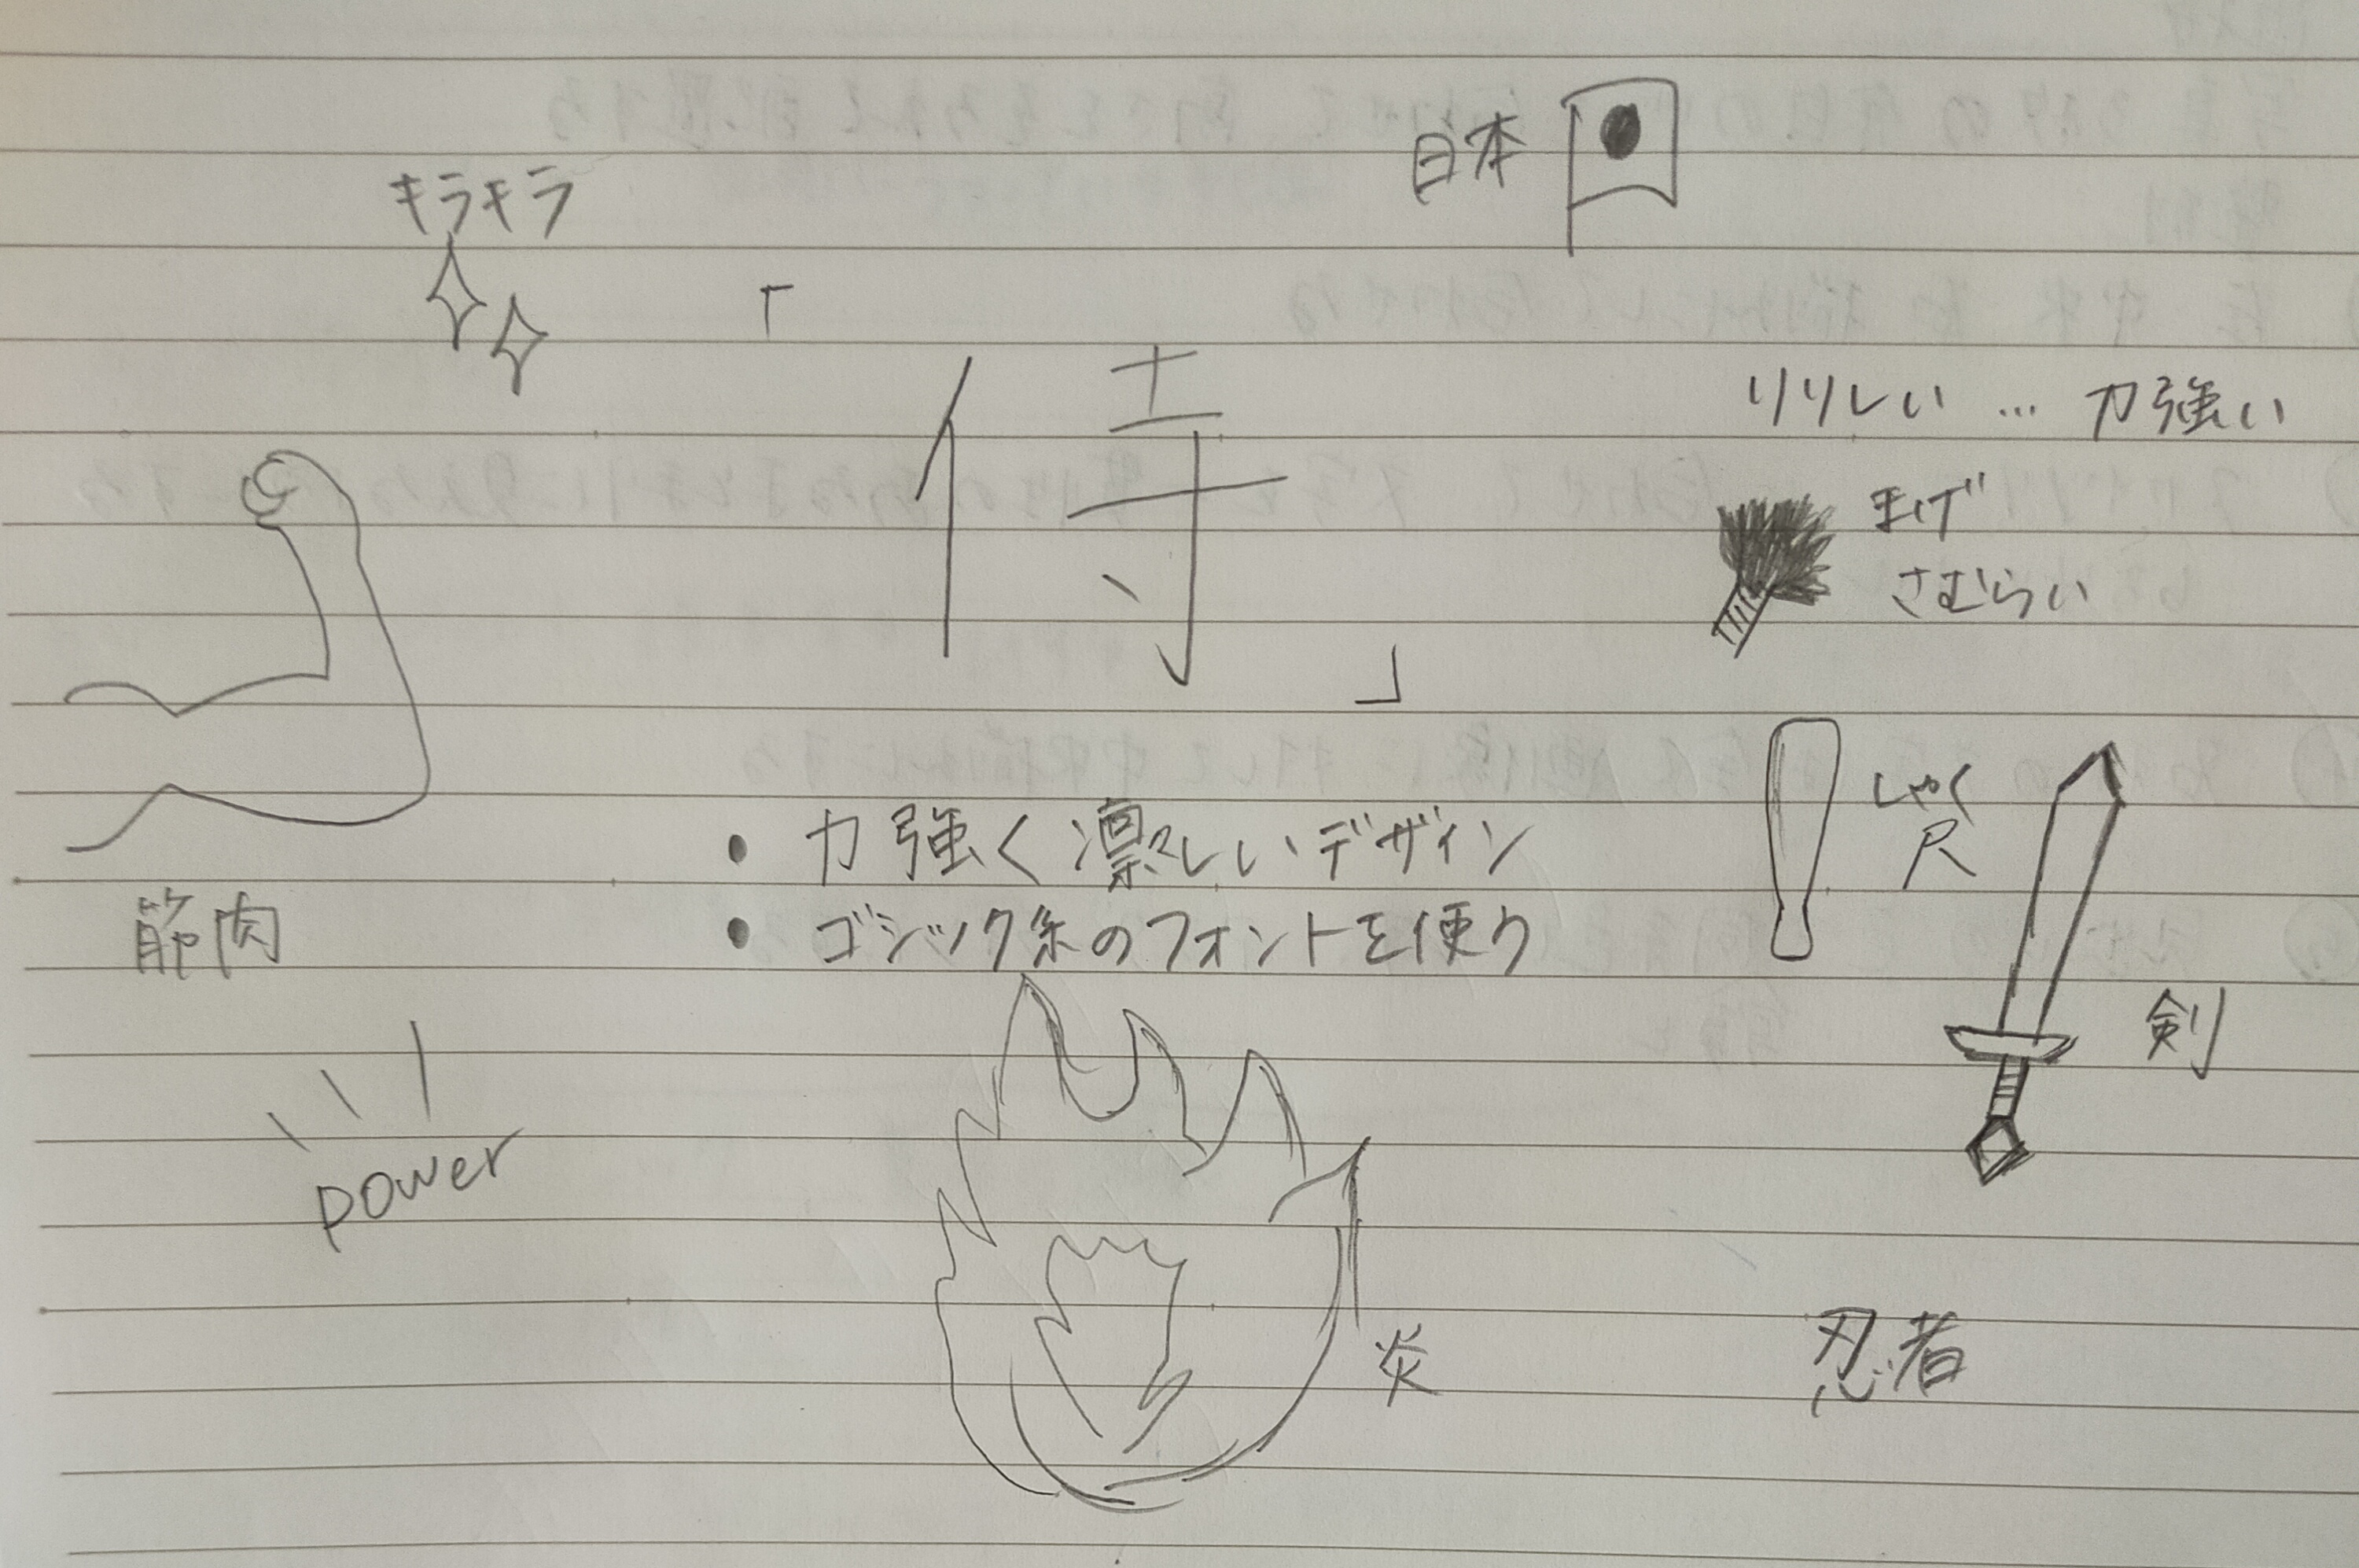 日本
キラキラ
「侍」
りりしい … 力強い
まげ
さむらい
しゃく
尺
・力強く凛々しいデザイン
・ゴシック系のフォントを使う
筋肉
剣
power
炎
忍者